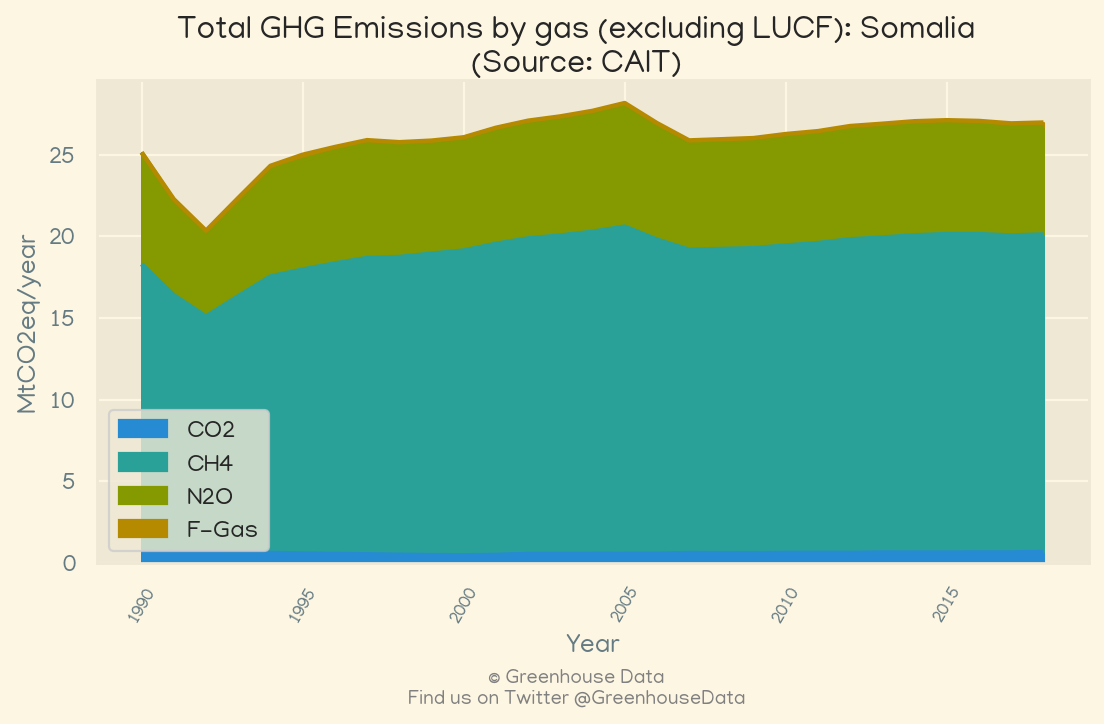 Total GHG Emissions by gas (excluding LUCF): Somalia
(Source: CAIT)
MtCO2eq/year
25
20
15
10
5
0
CO2
CH4
N2O
F-Gas
1990
1995
2000
2005
2010
2015
Year
© Greenhouse Data
Find us on Twitter @GreenhouseData